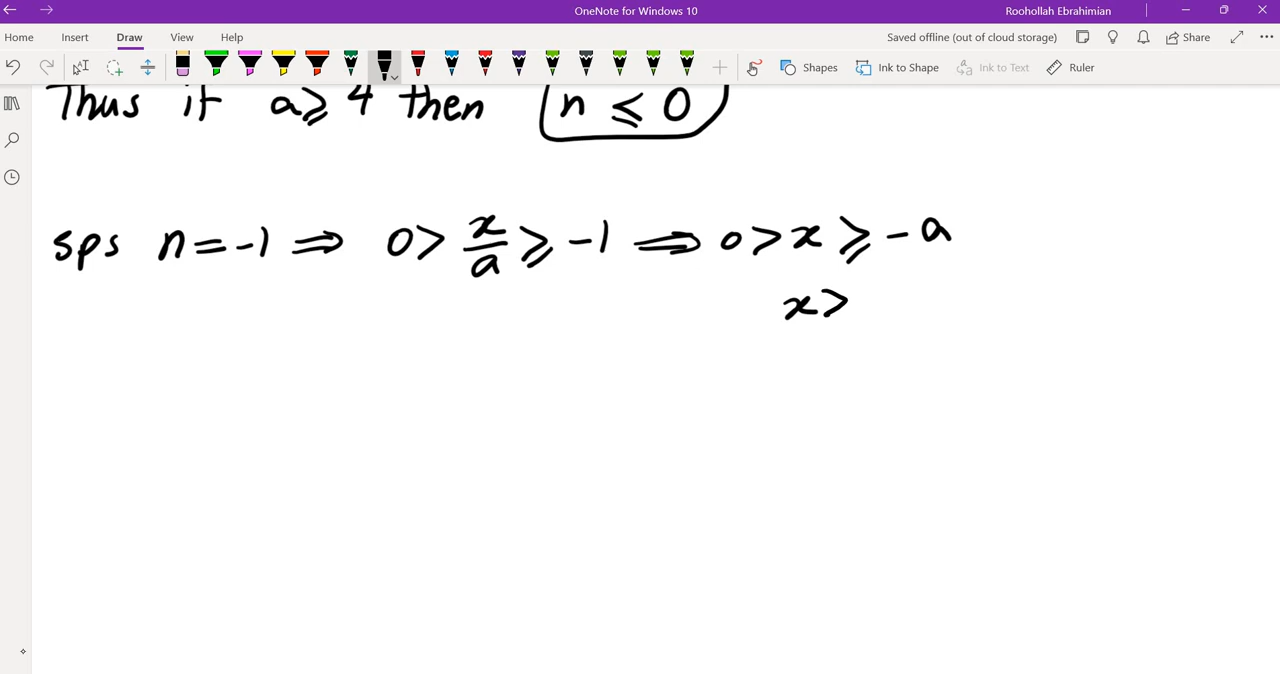 OneNote for Windows 10
Roohollah Ebrahimian
Home Insert Draw View Help
Saved offline (out of cloud storage)
Share
Shapes
Ink to Shape
Ink to Text
Ruler
Thus if a ≥ 4 then n ≤ 0
sps n = -1 ⇒ 0 > x/a ≥ -1 ⇒ 0 > x ≥ -a
x >